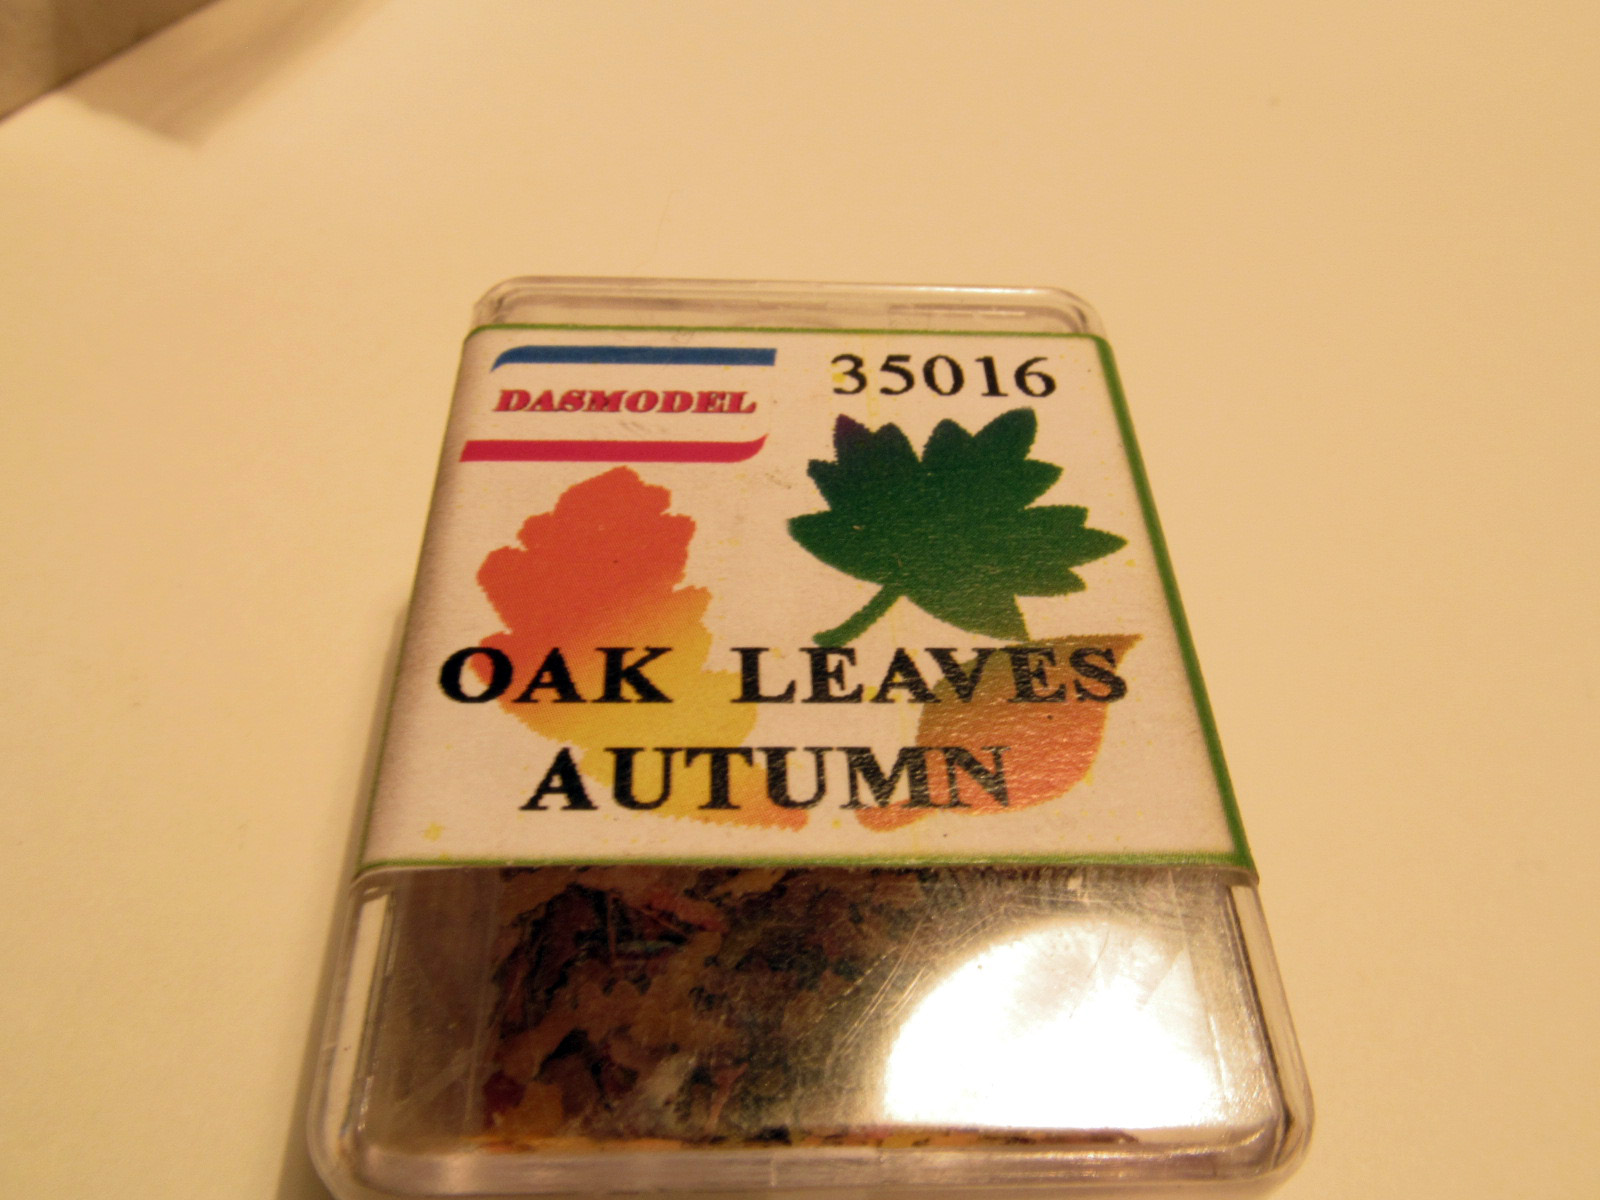 DASMODEL
35016
OAK LEAVES
AUTUMN